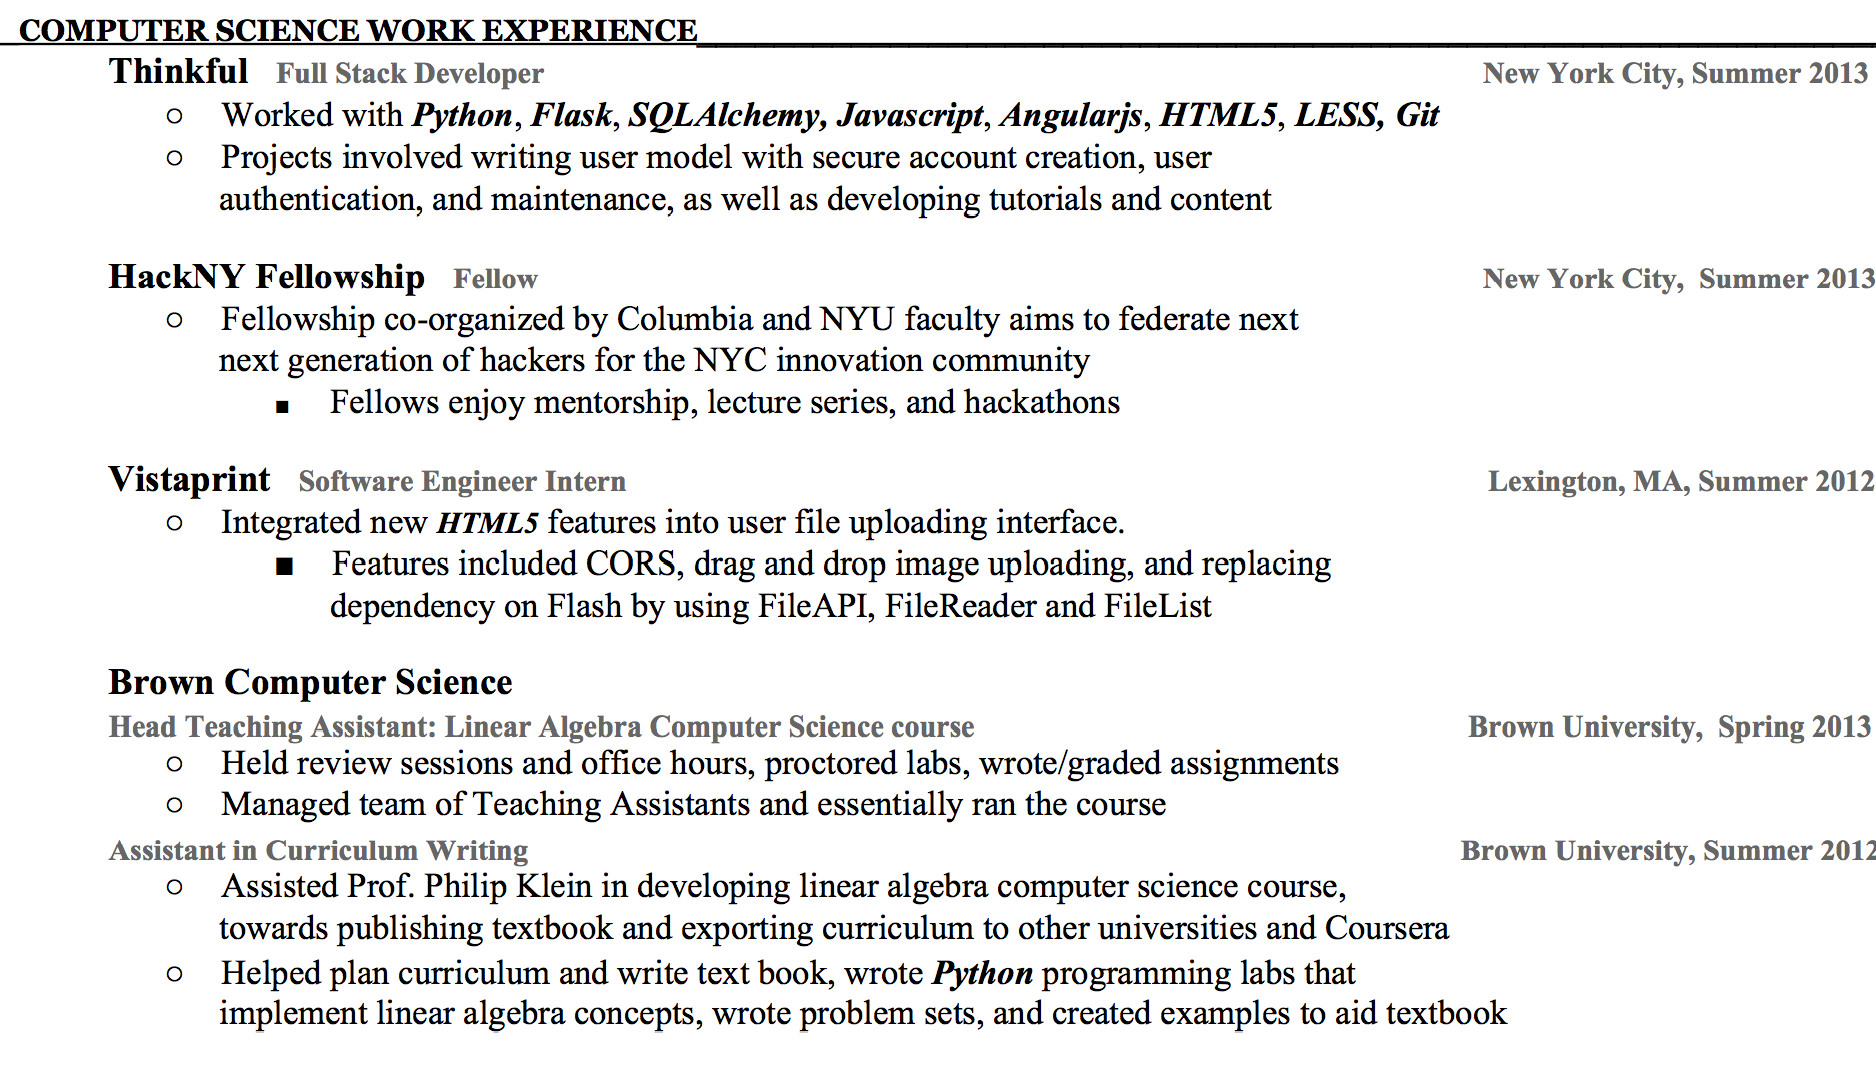 COMPUTER SCIENCE WORK EXPERIENCE
Thinkful Full Stack Developer New York City, Summer 2013
○ Worked with Python, Flask, SQLAlchemy, Javascript, Angularjs, HTML5, LESS, Git
○ Projects involved writing user model with secure account creation, user
authentication, and maintenance, as well as developing tutorials and content
HackNY Fellowship Fellow New York City, Summer 2013
○ Fellowship co-organized by Columbia and NYU faculty aims to federate next
next generation of hackers for the NYC innovation community
■ Fellows enjoy mentorship, lecture series, and hackathons
Vistaprint Software Engineer Intern Lexington, MA, Summer 2012
○ Integrated new HTML5 features into user file uploading interface.
■ Features included CORS, drag and drop image uploading, and replacing
dependency on Flash by using FileAPI, FileReader and FileList
Brown Computer Science
Head Teaching Assistant: Linear Algebra Computer Science course Brown University, Spring 2013
○ Held review sessions and office hours, proctored labs, wrote/graded assignments
○ Managed team of Teaching Assistants and essentially ran the course
Assistant in Curriculum Writing Brown University, Summer 2012
○ Assisted Prof. Philip Klein in developing linear algebra computer science course,
towards publishing textbook and exporting curriculum to other universities and Coursera
○ Helped plan curriculum and write text book, wrote Python programming labs that
implement linear algebra concepts, wrote problem sets, and created examples to aid textbook